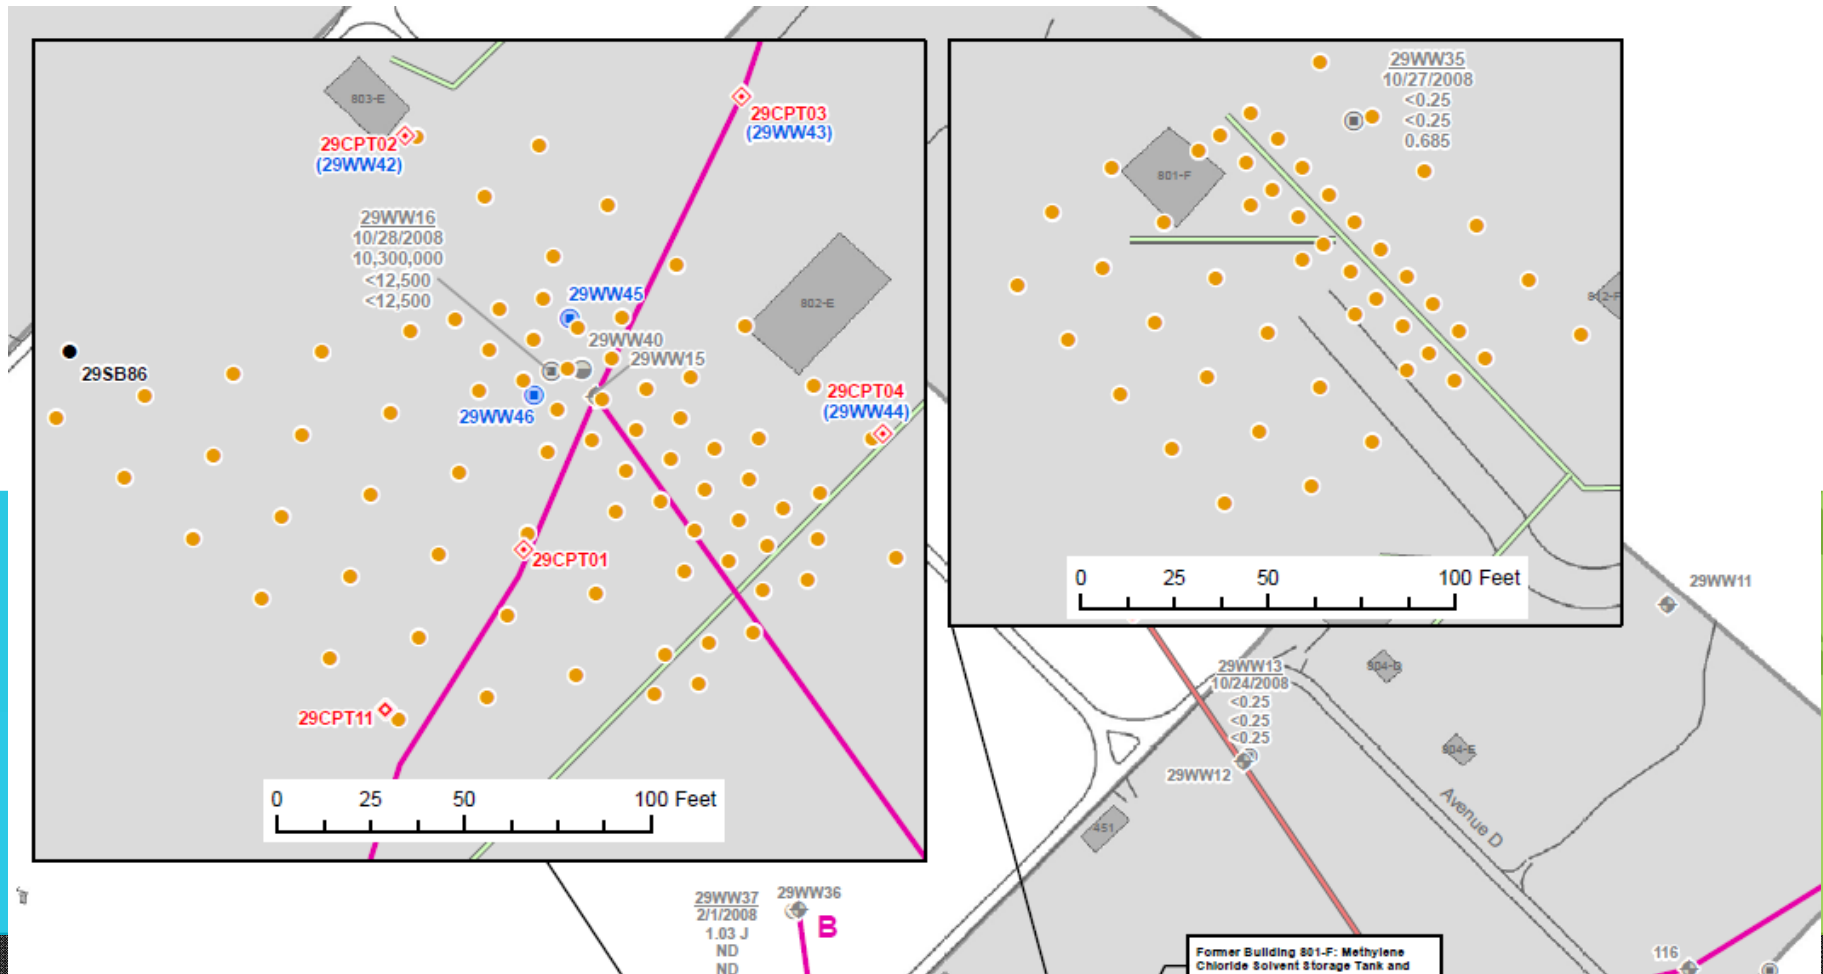 803-E
29CPT02
(29WW42)
29CPT03
(29WW43)
29WW16
10/28/2008
10,300,000
<12,500
<12,500
29WW45
802-E
29WW40
29WW15
29SB86
29WW46
29CPT04
(29WW44)
29CPT01
29CPT11
0 25 50 100 Feet
29WW35
10/27/2008
<0.25
<0.25
0.685
801-F
812-F
0 25 50 100 Feet
29WW11
29WW13
10/24/2008
<0.25
<0.25
<0.25
29WW12
904-G
904-E
451
Avenue D
29WW37
2/1/2008
1.03 J
ND
ND
29WW36
B
Former Building 801-F: Methylene
Chloride Solvent Storage Tank and
116